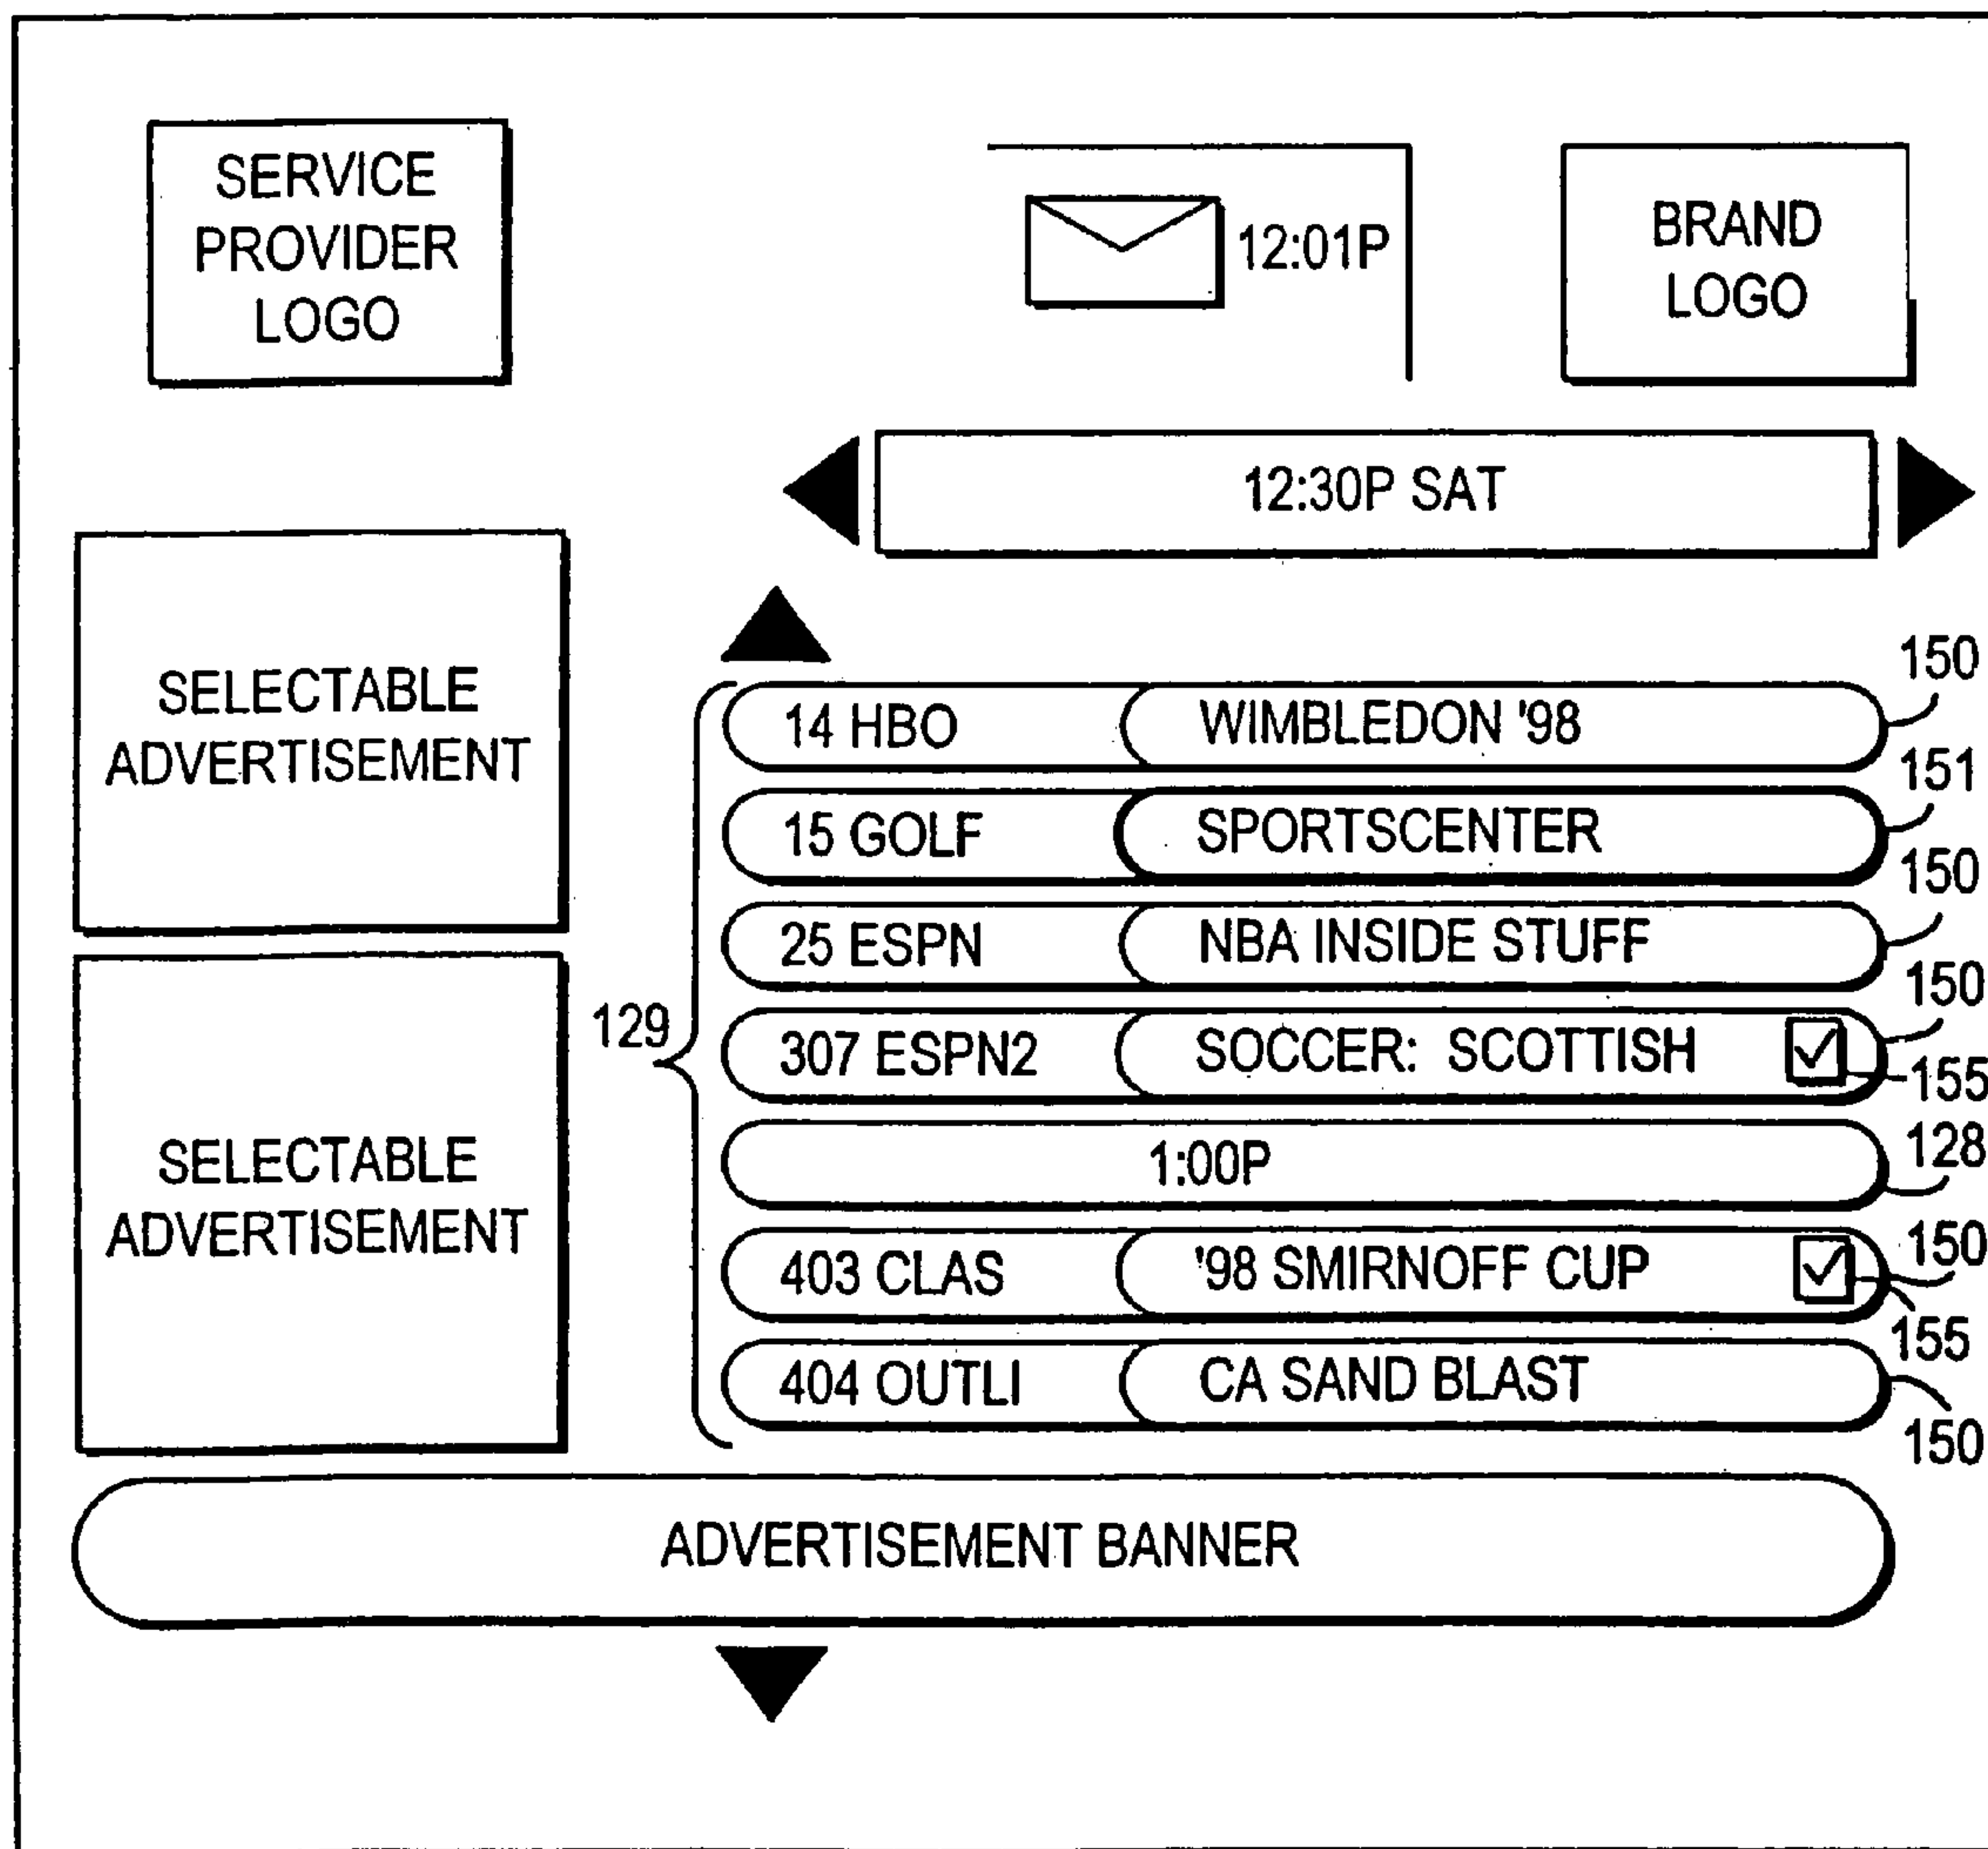 SERVICE
PROVIDER
LOGO
12:01P
BRAND
LOGO
12:30P SAT
SELECTABLE
ADVERTISEMENT
SELECTABLE
ADVERTISEMENT
129
14 HBO WIMBLEDON '98 150
15 GOLF SPORTSCENTER 151
25 ESPN NBA INSIDE STUFF 150
307 ESPN2 SOCCER: SCOTTISH 150
155
1:00P 128
403 CLAS '98 SMIRNOFF CUP 150
155
404 OUTLI CA SAND BLAST 150
ADVERTISEMENT BANNER